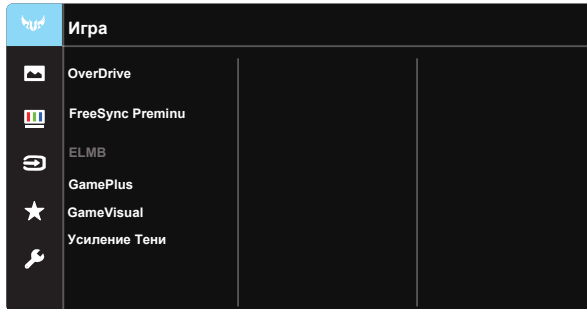 Игра
OverDrive
FreeSync Preminu
ELMB
GamePlus
GameVisual
Усиление Тени